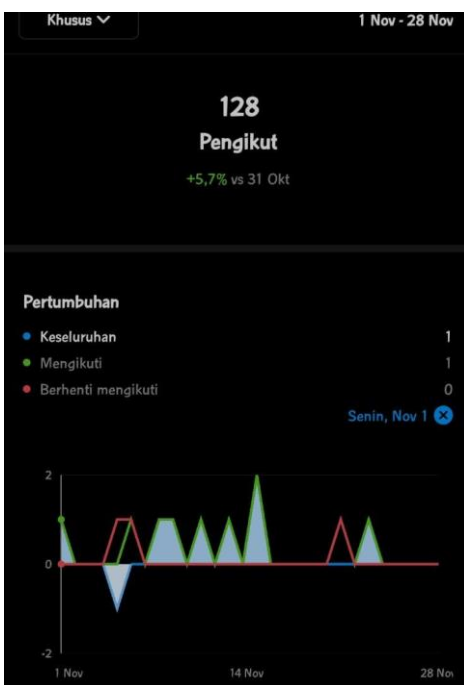 Khusus
1 Nov - 28 Nov
128
Pengikut
+5,7% vs 31 Okt
Pertumbuhan
Keseluruhan 1
Mengikuti 1
Berhenti mengikuti 0
Senin, Nov 1
2
0
-2
1 Nov 14 Nov 28 Nov